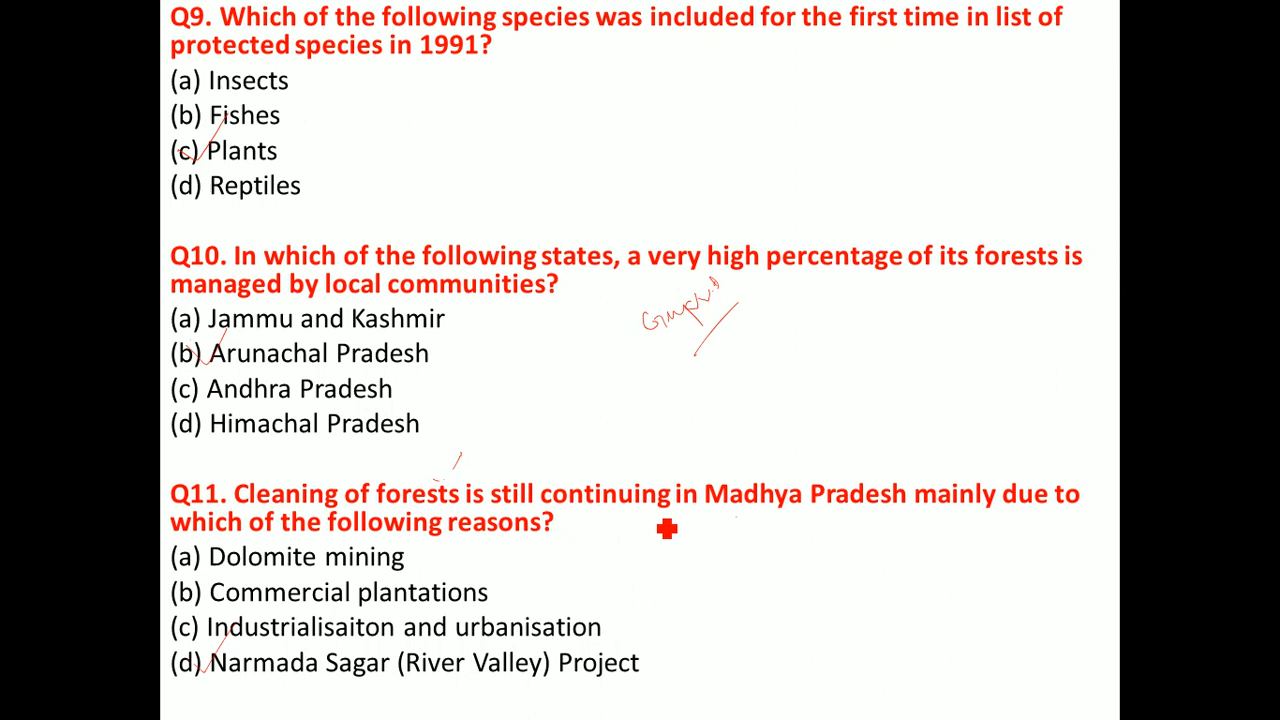 Q9. Which of the following species was included for the first time in list of
protected species in 1991?
(a) Insects
(b) Fishes
(c) Plants
(d) Reptiles
Q10. In which of the following states, a very high percentage of its forests is
managed by local communities?
(a) Jammu and Kashmir
(b) Arunachal Pradesh
(c) Andhra Pradesh
(d) Himachal Pradesh
Q11. Cleaning of forests is still continuing in Madhya Pradesh mainly due to
which of the following reasons?
(a) Dolomite mining
(b) Commercial plantations
(c) Industrialisaiton and urbanisation
(d) Narmada Sagar (River Valley) Project